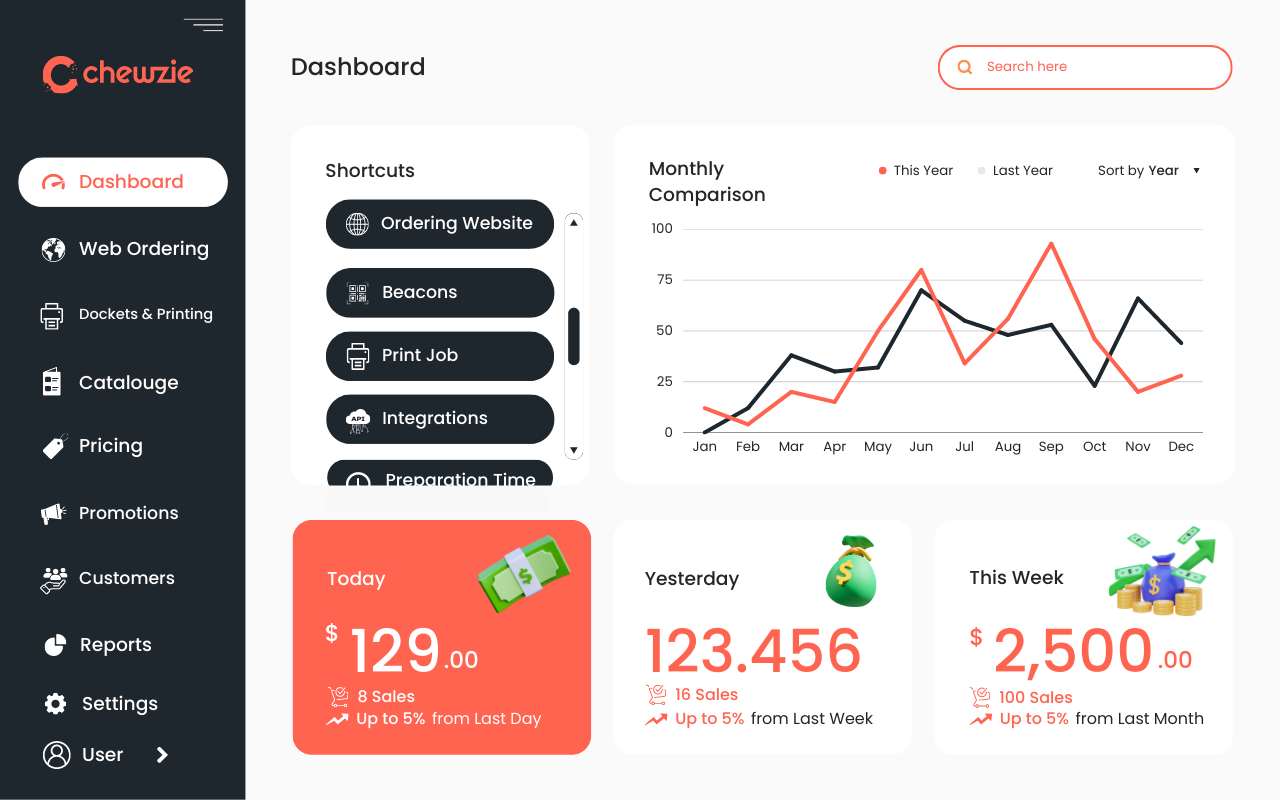 chewzie
Dashboard
Web Ordering
Dockets & Printing
Catalouge
Pricing
Promotions
Customers
Reports
Settings
User
Dashboard
Search here
Shortcuts
Ordering Website
Beacons
Print Job
API
Integrations
Preparation Time
Monthly
Comparison
This Year
Last Year
Sort by Year
100
75
50
25
0
Jan Feb Mar Apr May Jun Jul Aug Sep Oct Nov Dec
Today
$ 129.00
8 Sales
Up to 5% from Last Day
Yesterday
123.456
16 Sales
Up to 5% from Last Week
This Week
$ 2,500.00
100 Sales
Up to 5% from Last Month